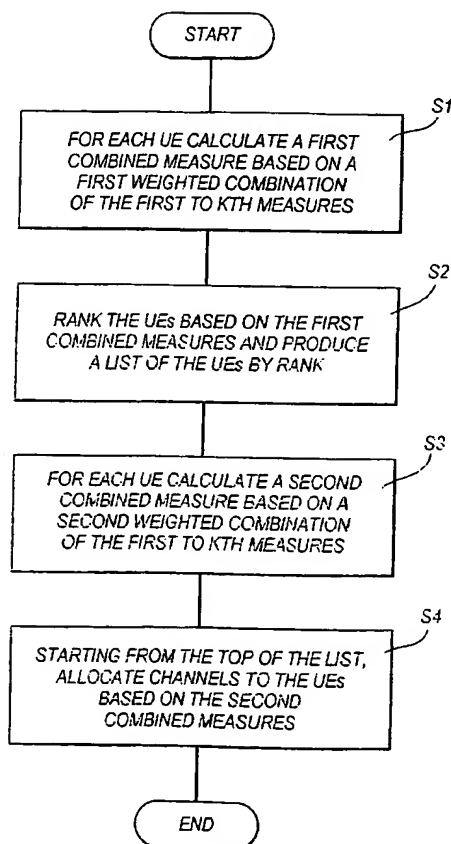 START
S1
FOR EACH UE CALCULATE A FIRST
COMBINED MEASURE BASED ON A
FIRST WEIGHTED COMBINATION
OF THE FIRST TO KTH MEASURES
S2
RANK THE UEs BASED ON THE FIRST
COMBINED MEASURES AND PRODUCE
A LIST OF THE UEs BY RANK
S3
FOR EACH UE CALCULATE A SECOND
COMBINED MEASURE BASED ON A
SECOND WEIGHTED COMBINATION
OF THE FIRST TO KTH MEASURES
S4
STARTING FROM THE TOP OF THE LIST,
ALLOCATE CHANNELS TO THE UEs
BASED ON THE SECOND
COMBINED MEASURES
END